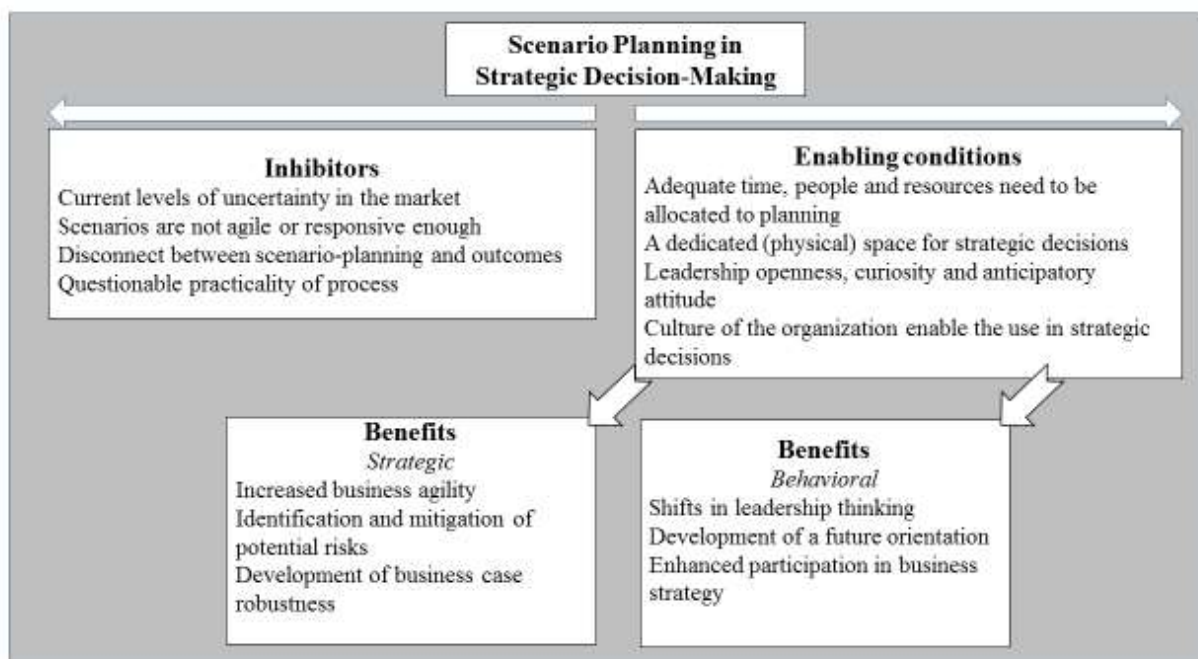 Scenario Planning in
Strategic Decision-Making
Inhibitors
Current levels of uncertainty in the market
Scenarios are not agile or responsive enough
Disconnect between scenario-planning and outcomes
Questionable practicality of process
Enabling conditions
Adequate time, people and resources need to be
allocated to planning
A dedicated (physical) space for strategic decisions
Leadership openness, curiosity and anticipatory
attitude
Culture of the organization enable the use in strategic
decisions
Benefits
Strategic
Increased business agility
Identification and mitigation of
potential risks
Development of business case
robustness
Benefits
Behavioral
Shifts in leadership thinking
Development of a future orientation
Enhanced participation in business
strategy